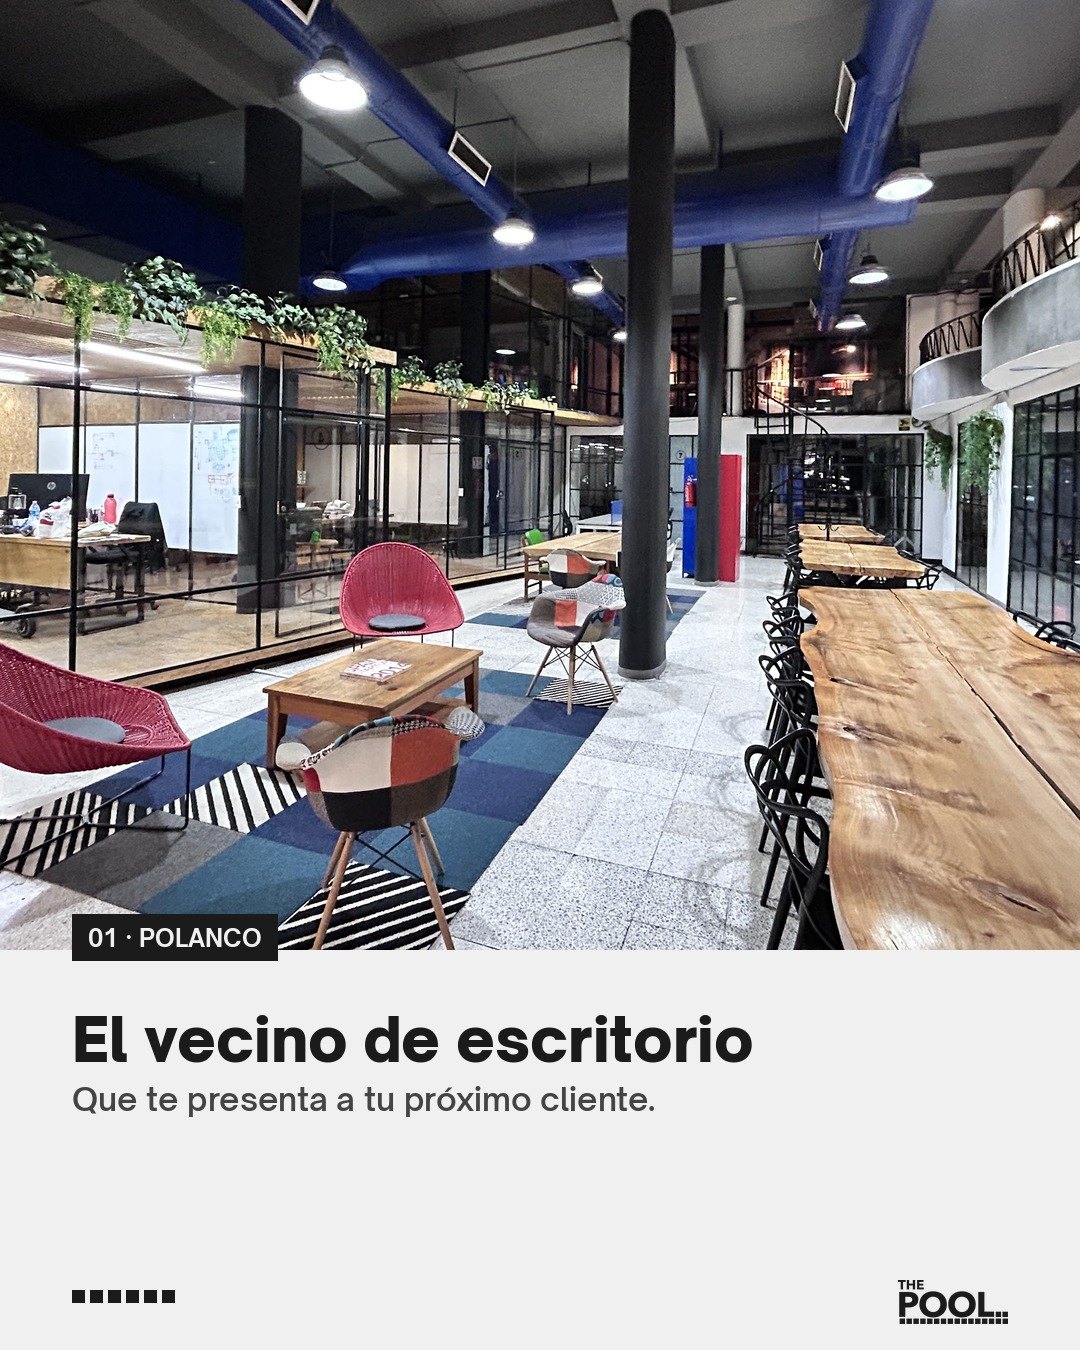 01 · POLANCO
El vecino de escritorio
Que te presenta a tu próximo cliente.
THE
POOL